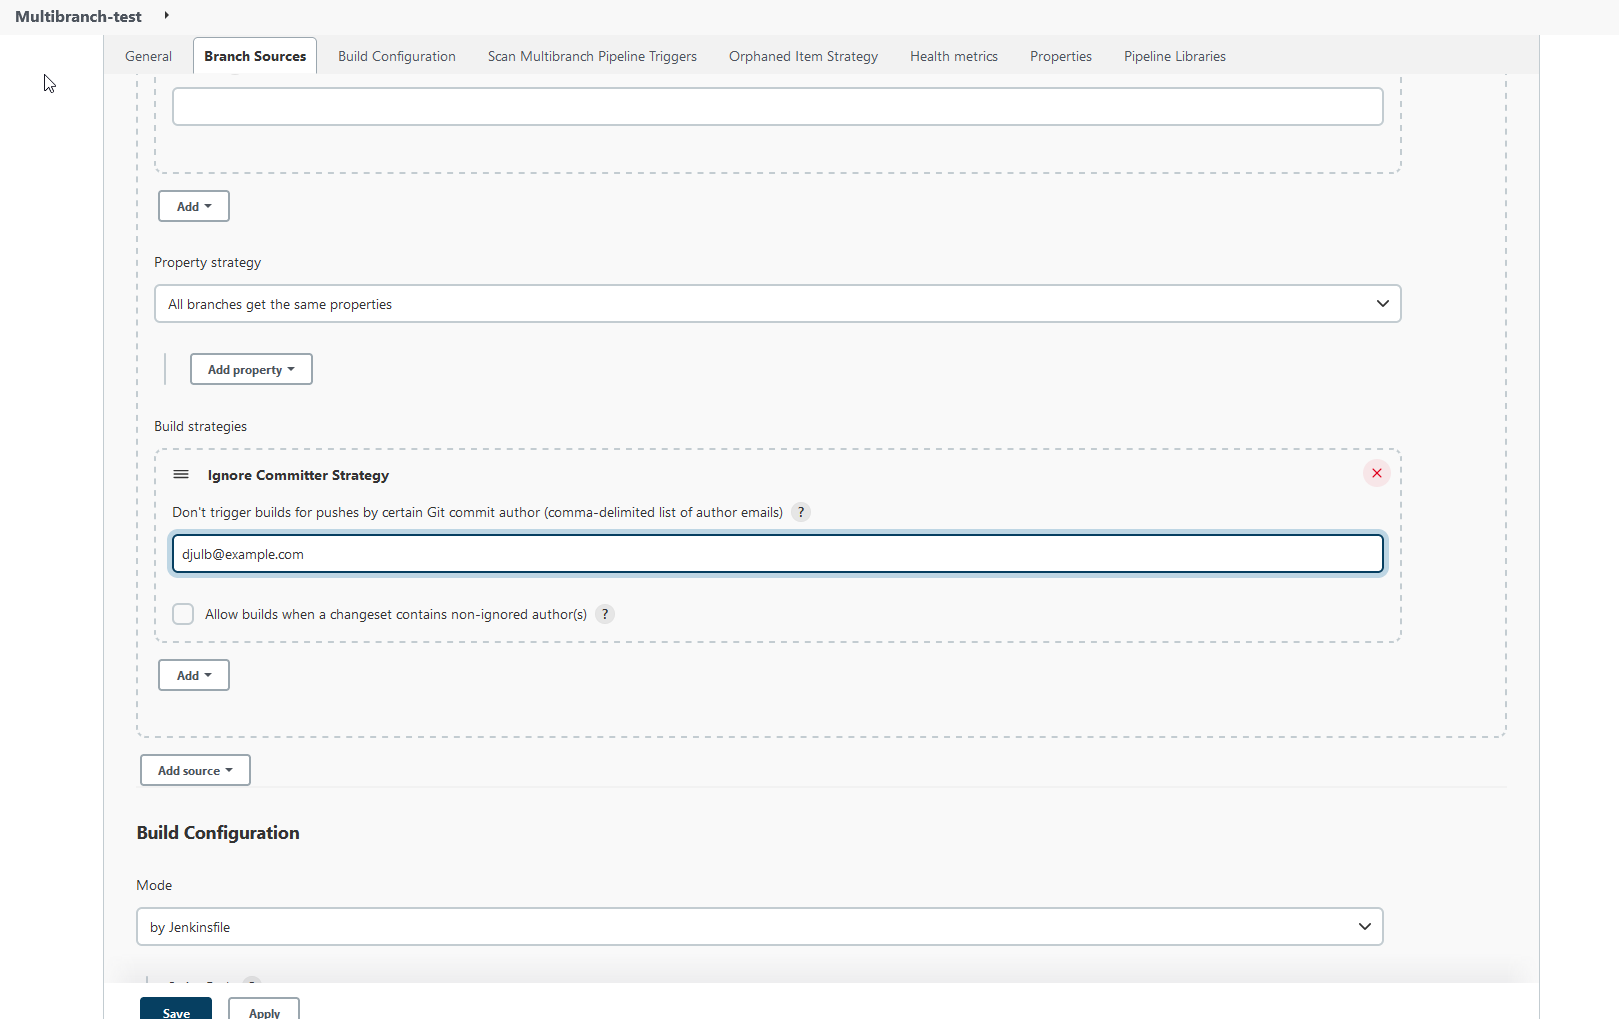 Multibranch-test
General Branch Sources Build Configuration Scan Multibranch Pipeline Triggers Orphaned Item Strategy Health metrics Properties Pipeline Libraries
Add
Property strategy
All branches get the same properties
Add property
Build strategies
Ignore Committer Strategy
Don't trigger builds for pushes by certain Git commit author (comma-delimited list of author emails) ?
djulb@example.com
Allow builds when a changeset contains non-ignored author(s) ?
Add
Add source
Build Configuration
Mode
by Jenkinsfile
Save Apply